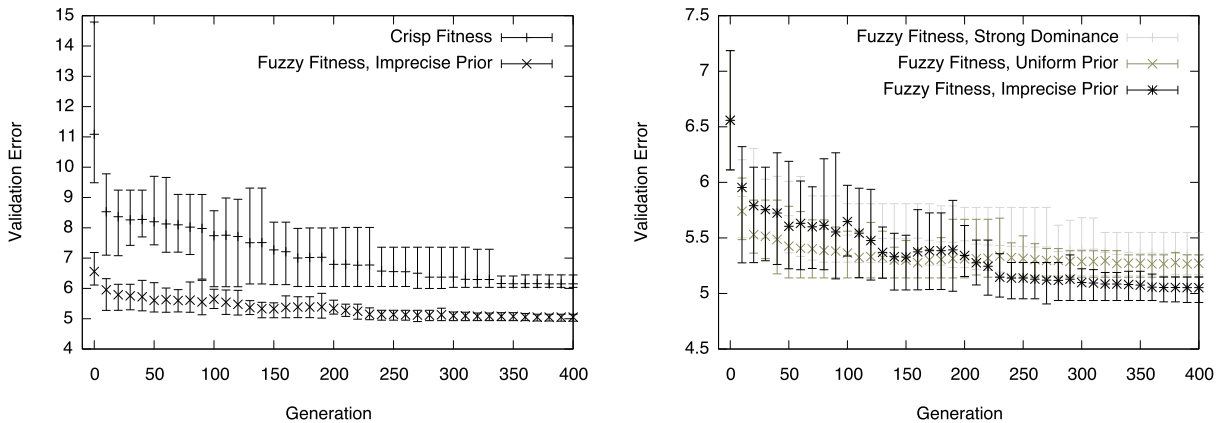 15
14
13
12
11
10
9
8
7
6
5
4
Validation Error
Crisp Fitness
Fuzzy Fitness, Imprecise Prior
0 50 100 150 200 250 300 350 400
Generation
7.5
7
6.5
6
5.5
5
4.5
Validation Error
Fuzzy Fitness, Strong Dominance
Fuzzy Fitness, Uniform Prior
Fuzzy Fitness, Imprecise Prior
0 50 100 150 200 250 300 350 400
Generation